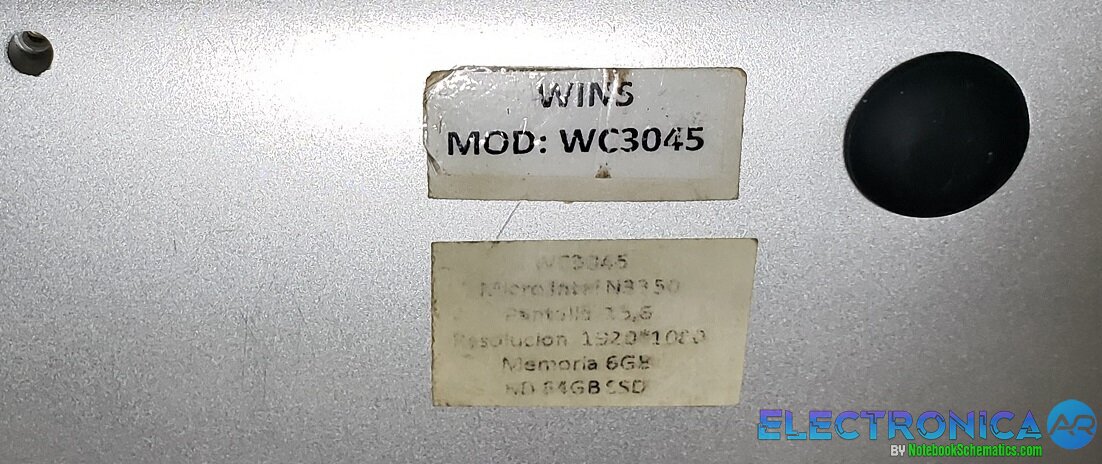 WINS
MOD: WC3045
WC3045
Micro Intel N3350
Pantalla 15,6
Resolucion 1920*1080
Memoria 6GB
HD 64GB SSD
ELECTRONICA AR
BY NotebookSchematics.com